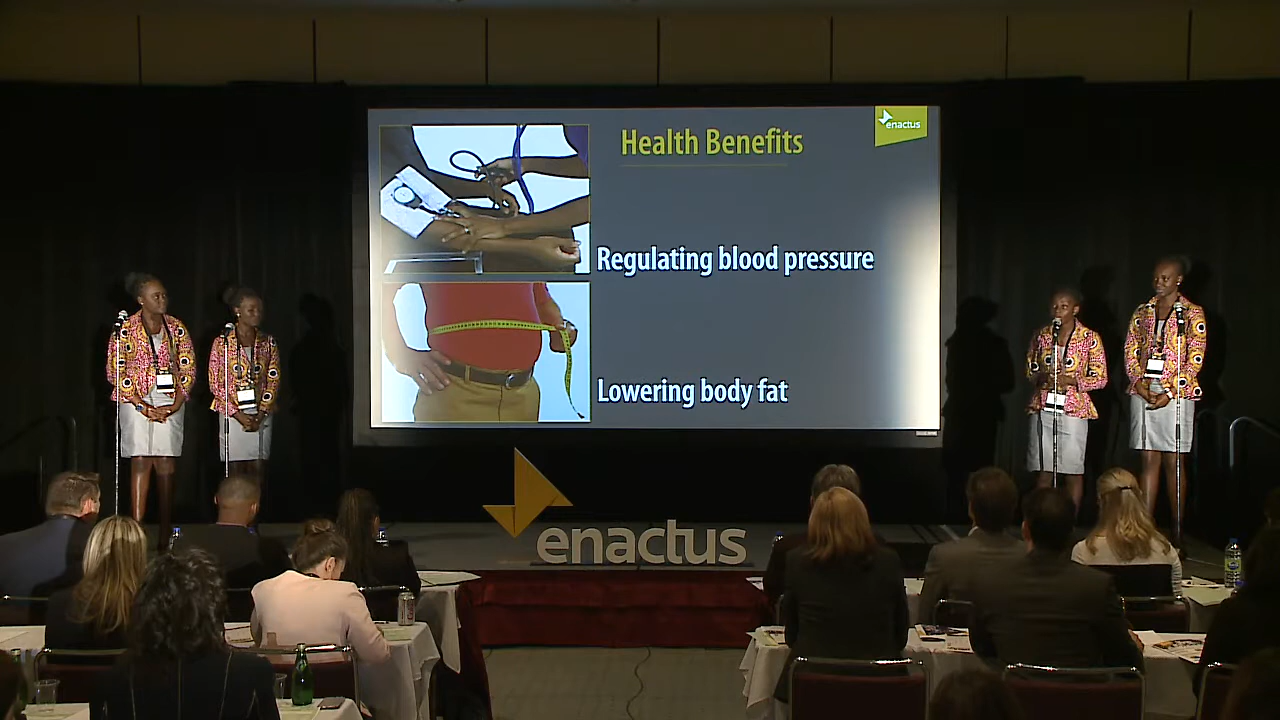 Health Benefits
enactus
Regulating blood pressure
Lowering body fat
enactus